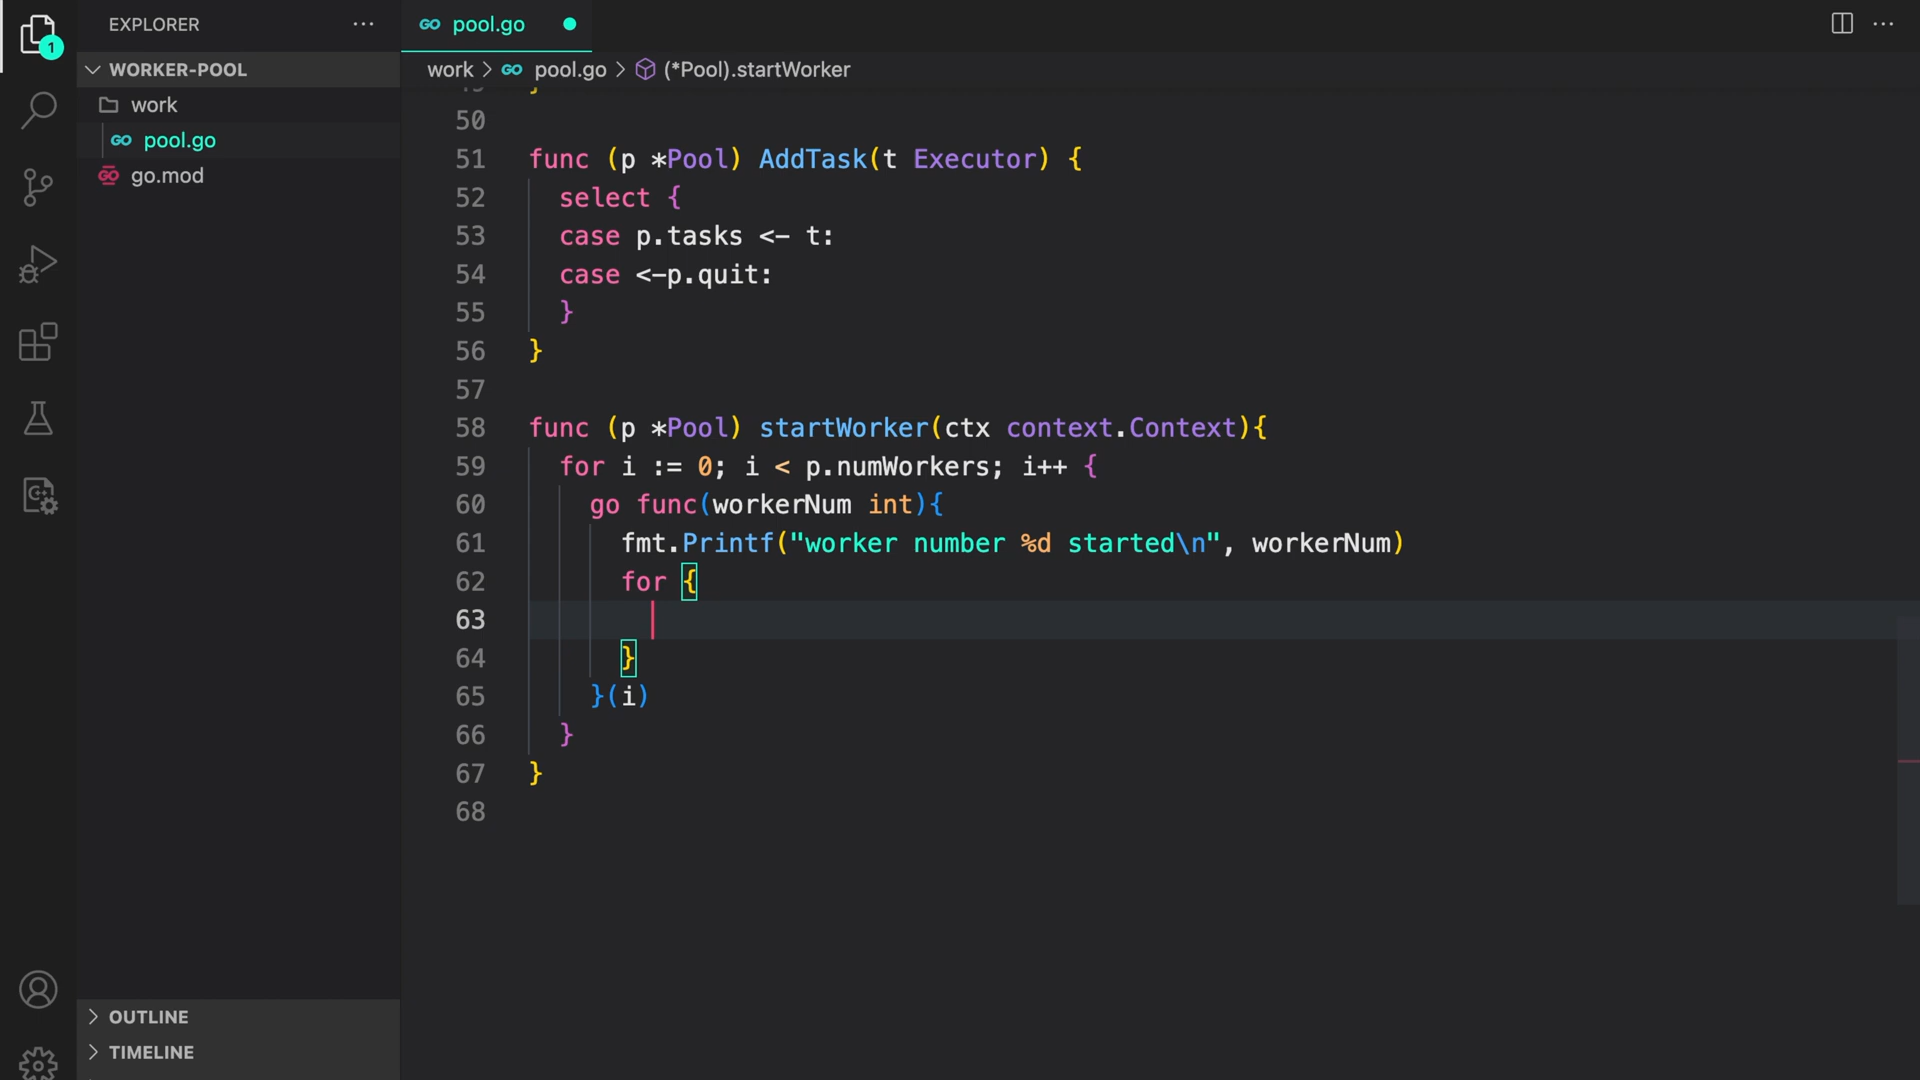 EXPLORER
pool.go
1
WORKER-POOL
work > pool.go > (*Pool).startWorker
work
pool.go
go.mod
50
51 func (p *Pool) AddTask(t Executor) {
52 select {
53 case p.tasks <- t:
54 case <-p.quit:
55 }
56 }
57
58 func (p *Pool) startWorker(ctx context.Context){
59 for i := 0; i < p.numWorkers; i++ {
60 go func(workerNum int){
61 fmt.Printf("worker number %d started\n", workerNum)
62 for {
63
64 }
65 }(i)
66 }
67 }
68
OUTLINE
TIMELINE